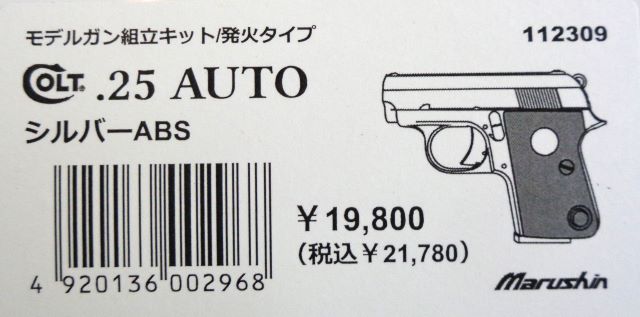 モデルガン組立キット/発火タイプ
112309
COLT® .25 AUTO
シルバーABS
￥19,800
(税込￥21,780)
4 920136 002968
Marushin